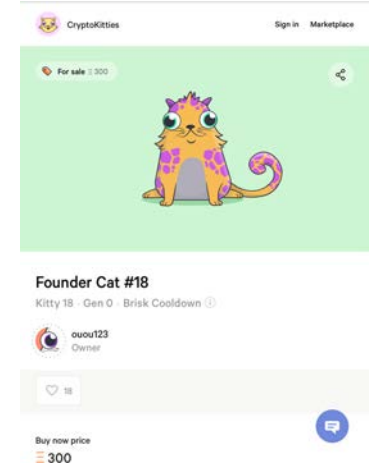 CryptoKitties
Sign in Marketplace
For sale Ξ 300
Founder Cat #18
Kitty 18 · Gen 0 · Brisk Cooldown
ouou123
Owner
18
Buy now price
Ξ 300